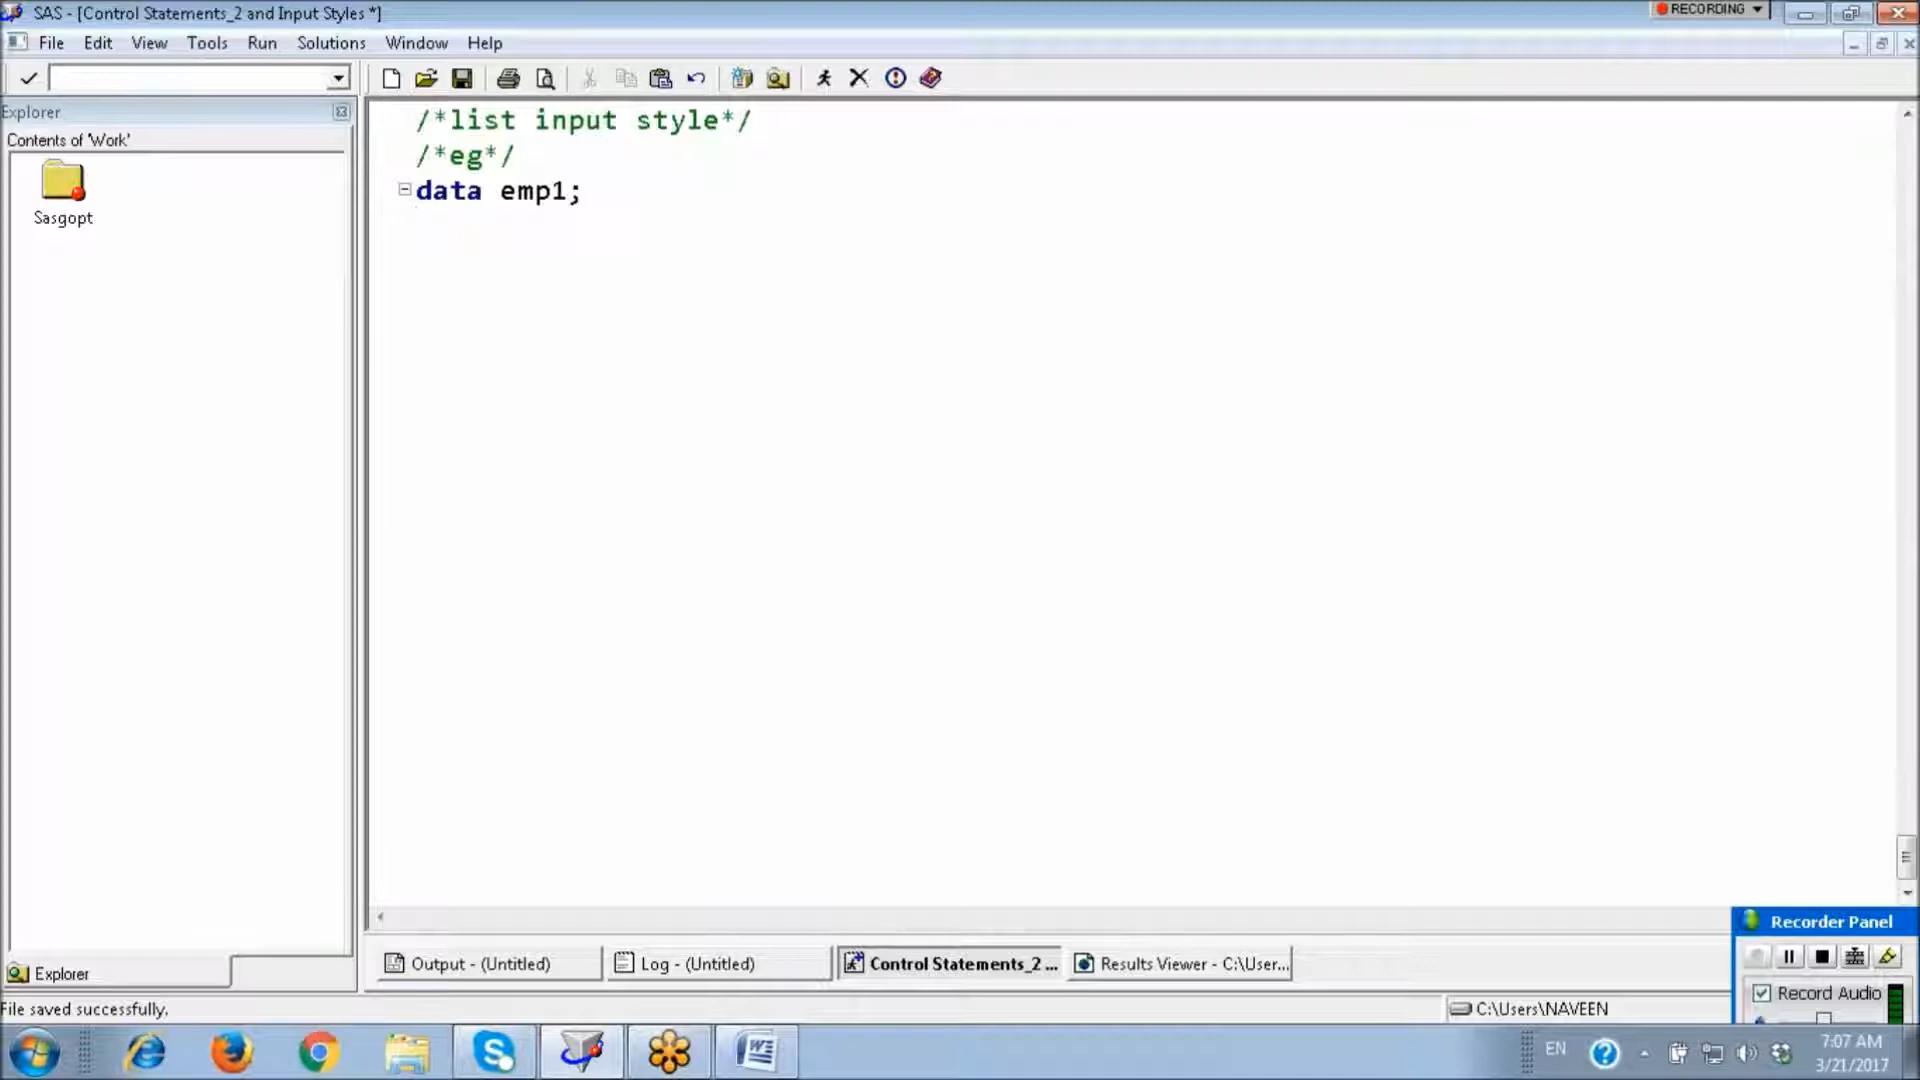 SAS - [Control Statements_2 and Input Styles *]
RECORDING
File Edit View Tools Run Solutions Window Help
Explorer
Contents of 'Work'
Sasgopt
/*list input style*/
/*eg*/
data emp1;
Recorder Panel
Record Audio
Output - (Untitled)
Log - (Untitled)
Control Statements_2 ...
Results Viewer - C:\User...
Explorer
File saved successfully.
C:\Users\NAVEEN
EN
7:07 AM
3/21/2017